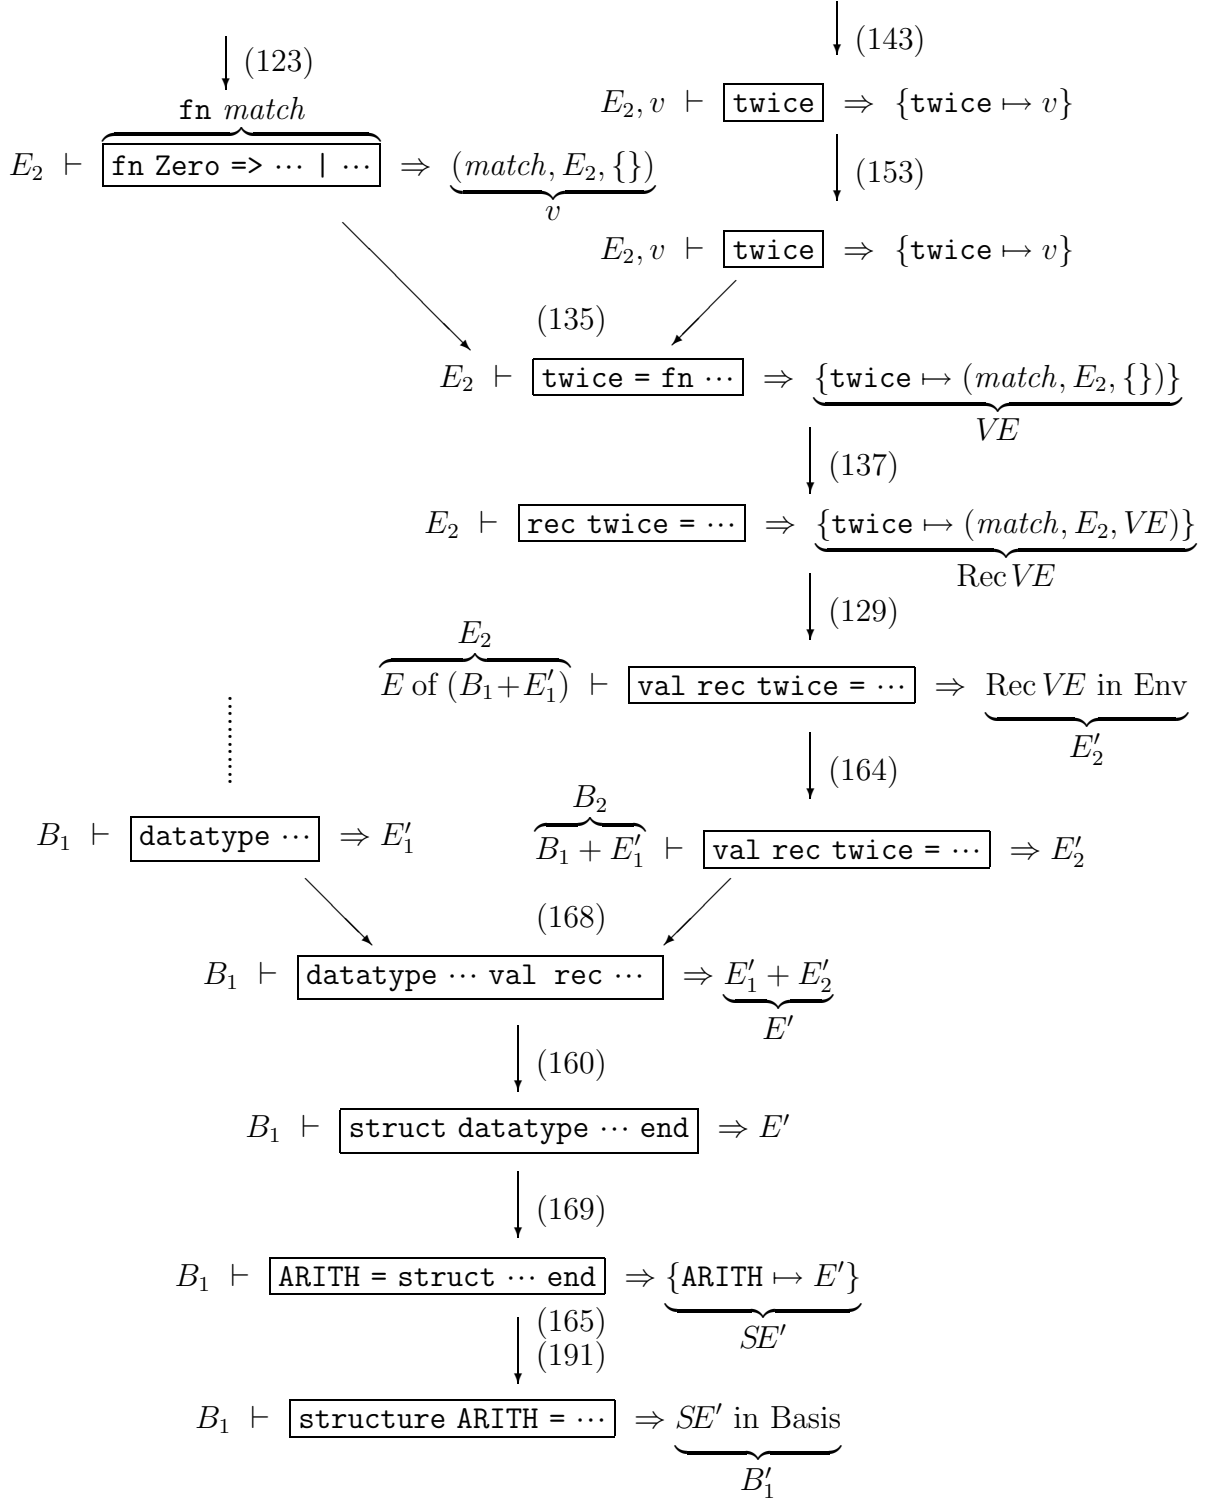 (143)
(123)
fn match
E₂, v ⊢ twice ⇒ {twice ↦ v}
E₂ ⊢ fn Zero => ··· | ··· ⇒ (match, E₂, {})
v
(153)
E₂, v ⊢ twice ⇒ {twice ↦ v}
(135)
E₂ ⊢ twice = fn ··· ⇒ {twice ↦ (match, E₂, {})}
VE
(137)
E₂ ⊢ rec twice = ··· ⇒ {twice ↦ (match, E₂, VE)}
Rec VE
(129)
E₂
E of (B₁+E′₁) ⊢ val rec twice = ··· ⇒ Rec VE in Env
E′₂
(164)
B₂
B₁ ⊢ datatype ··· ⇒ E′₁
B₁ + E′₁ ⊢ val rec twice = ··· ⇒ E′₂
(168)
B₁ ⊢ datatype ··· val rec ··· ⇒ E′₁ + E′₂
E′
(160)
B₁ ⊢ struct datatype ··· end ⇒ E′
(169)
B₁ ⊢ ARITH = struct ··· end ⇒ {ARITH ↦ E′}
SE′
(165)
(191)
B₁ ⊢ structure ARITH = ··· ⇒ SE′ in Basis
B′₁